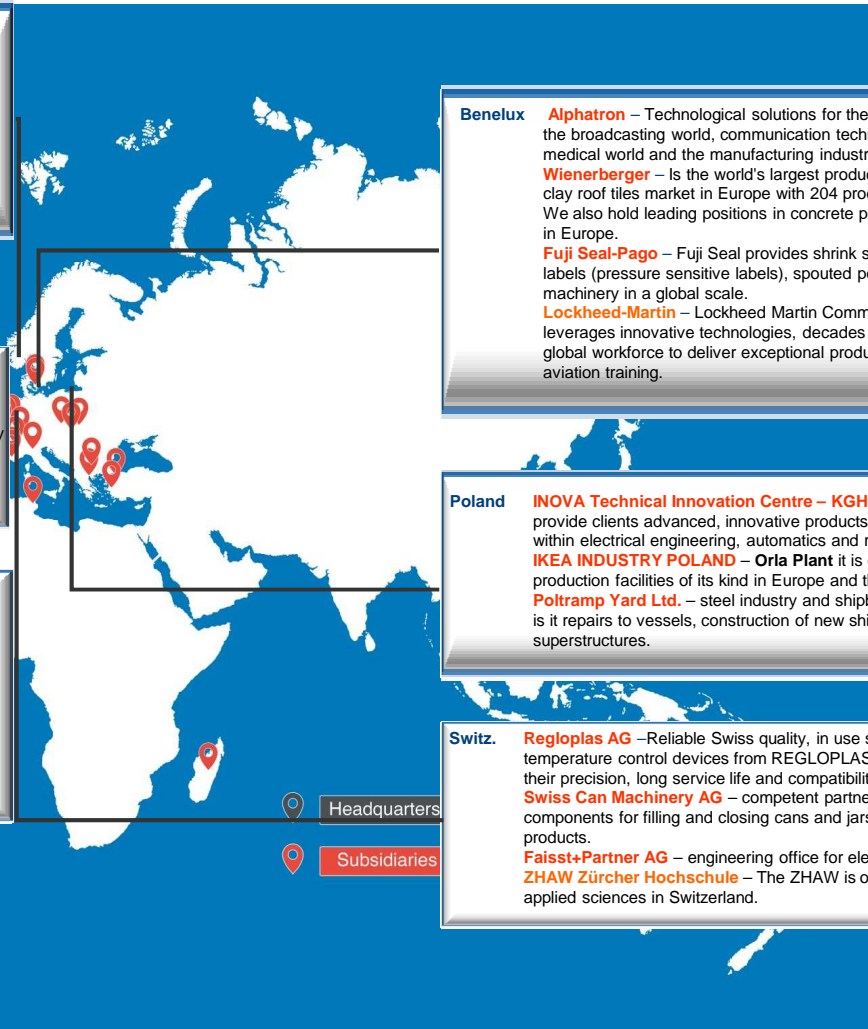 Benelux Alphatron – Technological solutions for the
the broadcasting world, communication tech
medical world and the manufacturing industr
Wienerberger – Is the world's largest produc
clay roof tiles market in Europe with 204 proc
We also hold leading positions in concrete p
in Europe.
Fuji Seal-Pago – Fuji Seal provides shrink s
labels (pressure sensitive labels), spouted po
machinery in a global scale.
Lockheed-Martin – Lockheed Martin Comm
leverages innovative technologies, decades
global workforce to deliver exceptional produ
aviation training.
Poland INOVA Technical Innovation Centre – KGH
provide clients advanced, innovative products
within electrical engineering, automatics and r
IKEA INDUSTRY POLAND – Orla Plant it is
production facilities of its kind in Europe and th
Poltramp Yard Ltd. – steel industry and shipb
is it repairs to vessels, construction of new shi
superstructures.
Switz. Regloplas AG –Reliable Swiss quality, in use s
temperature control devices from REGLOPLAS
their precision, long service life and compatibilit
Swiss Can Machinery AG – competent partne
components for filling and closing cans and jars
products.
Faisst+Partner AG – engineering office for ele
ZHAW Zürcher Hochschule – The ZHAW is o
applied sciences in Switzerland.
Headquarters
Subsidiaries